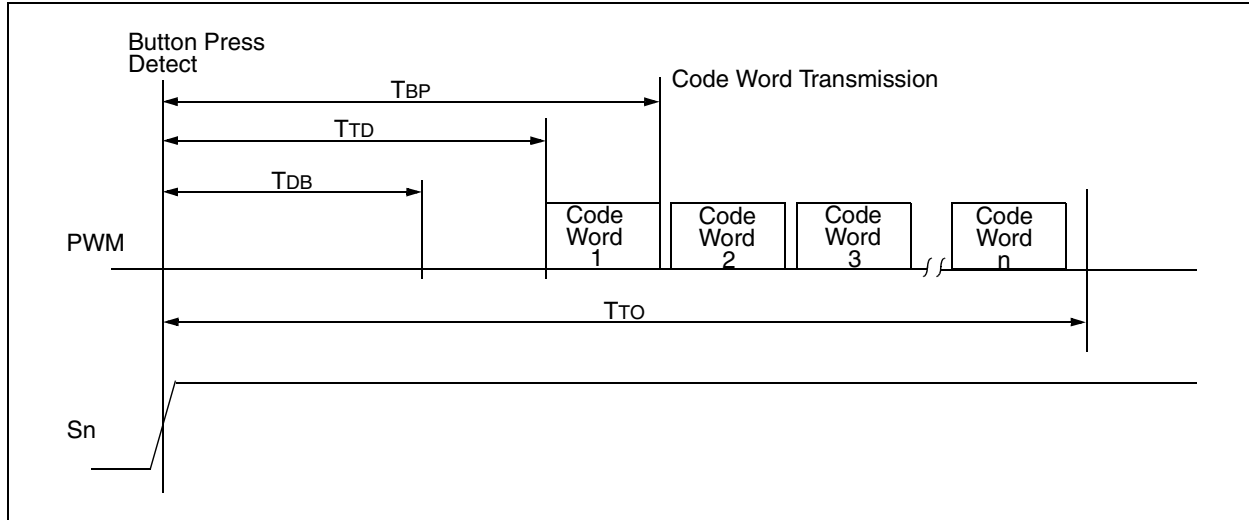 Button Press
Detect
TBP
Code Word Transmission
TTD
TDB
PWM
Code
Word
1
Code
Word
2
Code
Word
3
Code
Word
n
TTO
Sn